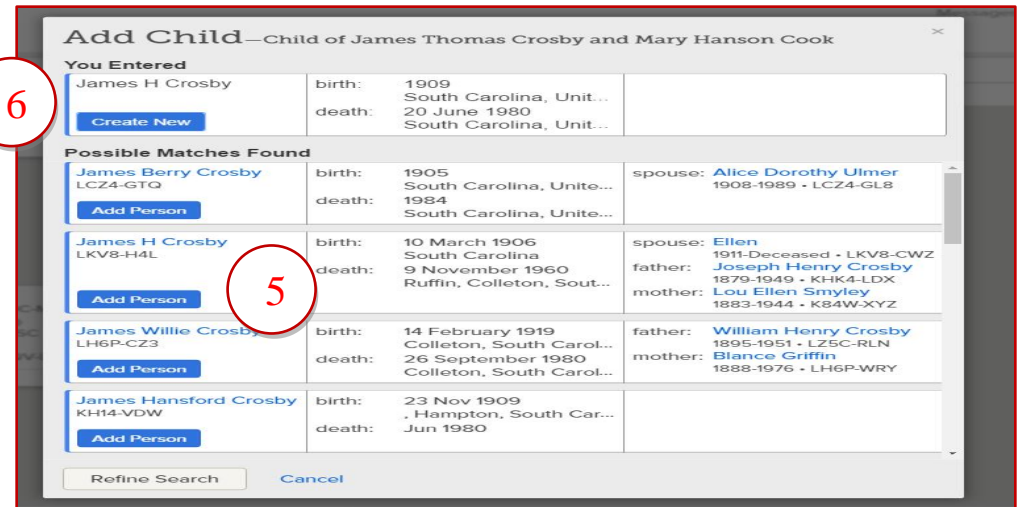 Message
Add Child—Child of James Thomas Crosby and Mary Hanson Cook ×
You Entered
James H Crosby birth: 1909
South Carolina, Unit...
death: 20 June 1980
Create New South Carolina, Unit...
6
Possible Matches Found
James Berry Crosby birth: 1905 spouse: Alice Dorothy Ulmer
LCZ4-GTQ South Carolina, Unite... 1908-1989 • LCZ4-GL8
death: 1984
Add Person South Carolina, Unite...
James H Crosby birth: 10 March 1906 spouse: Ellen
LKV8-H4L South Carolina 1911-Deceased • LKV8-CWZ
death: 9 November 1960 father: Joseph Henry Crosby
Ruffin, Colleton, Sout... 1879-1949 • KHK4-LDX
Add Person 5 mother: Lou Ellen Smyley
1883-1944 • K84W-XYZ
James Willie Crosby birth: 14 February 1919 father: William Henry Crosby
LH6P-CZ3 Colleton, South Carol... 1895-1951 • LZ5C-RLN
death: 26 September 1980 mother: Blance Griffin
Add Person Colleton, South Carol... 1888-1976 • LH6P-WRY
James Hansford Crosby birth: 23 Nov 1909
KH14-VDW , Hampton, South Car...
death: Jun 1980
Add Person
Refine Search Cancel